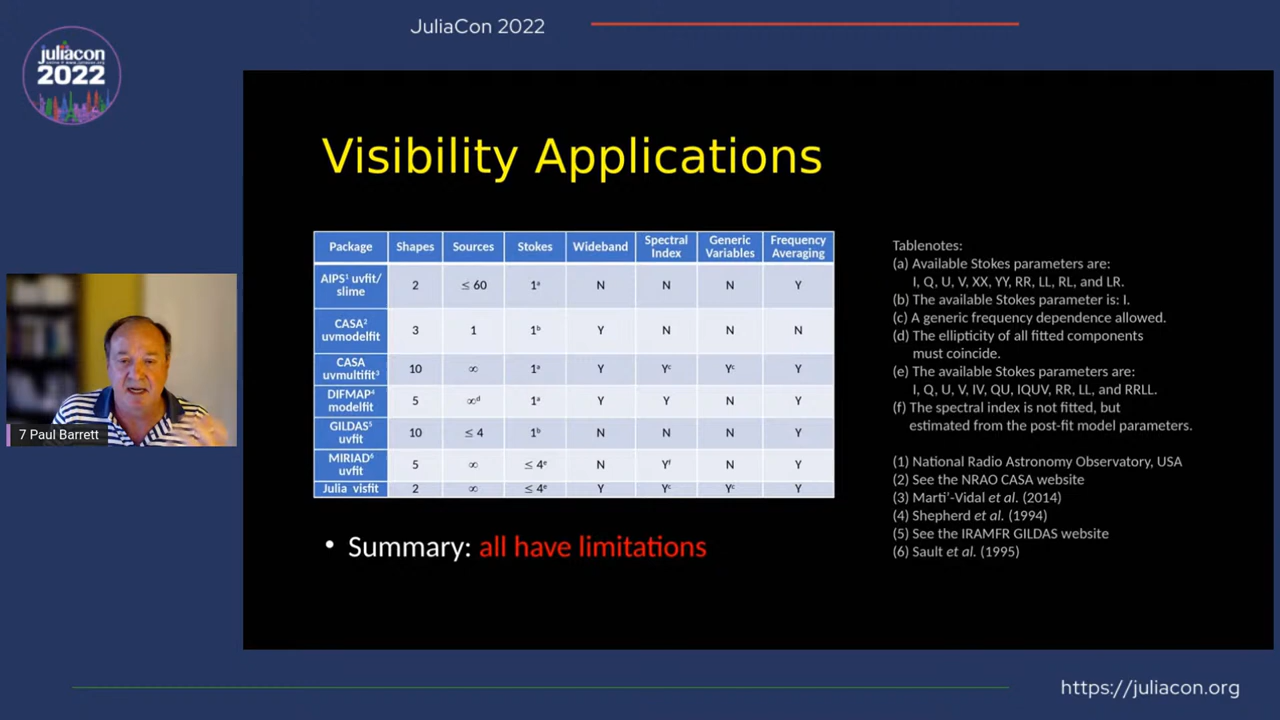 JuliaCon 2022
juliacon
2022
Visibility Applications
Package Shapes Sources Stokes Wideband Spectral Index Generic Variables Frequency Averaging
AIPS¹ uvfit/ slime 2 ≤ 60 1ᵃ N N N Y
CASA² uvmodelfit 3 1 1ᵇ Y N N N
CASA uvmultifit³ 10 ∞ 1ᵃ Y Yᶜ Yᶜ Y
DIFMAP⁴ modelfit 5 ∞ᵈ 1ᵃ Y Y N Y
GILDAS⁵ uvfit 10 ≤ 4 1ᵇ N N N Y
MIRIAD⁶ uvfit 5 ∞ ≤ 4ᵉ N Yᶠ N Y
Julia visfit 2 ∞ ≤ 4ᵉ Y Yᶜ Yᶜ Y
Tablenotes:
(a) Available Stokes parameters are:
I, Q, U, V, XX, YY, RR, LL, RL, and LR.
(b) The available Stokes parameter is: I.
(c) A generic frequency dependence allowed.
(d) The ellipticity of all fitted components
must coincide.
(e) The available Stokes parameters are:
I, Q, U, V, IV, QU, IQUV, RR, LL, and RRLL.
(f) The spectral index is not fitted, but
estimated from the post-fit model parameters.
(1) National Radio Astronomy Observatory, USA
(2) See the NRAO CASA website
(3) Marti'-Vidal et al. (2014)
(4) Shepherd et al. (1994)
(5) See the IRAMFR GILDAS website
(6) Sault et al. (1995)
• Summary: all have limitations
7 Paul Barrett
https://juliacon.org